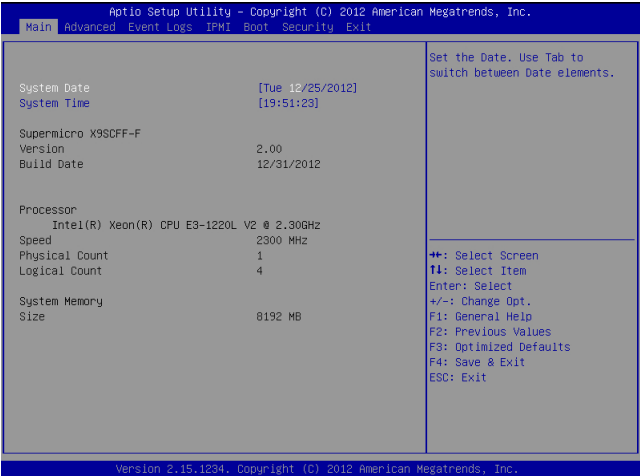 Aptio Setup Utility – Copyright (C) 2012 American Megatrends, Inc.
Main Advanced Event Logs IPMI Boot Security Exit
System Date [Tue 12/25/2012]
System Time [19:51:23]
Supermicro X9SCFF-F
Version 2.00
Build Date 12/31/2012
Processor
Intel(R) Xeon(R) CPU E3-1220L V2 @ 2.30GHz
Speed 2300 MHz
Physical Count 1
Logical Count 4
System Memory
Size 8192 MB
Set the Date. Use Tab to
switch between Date elements.
→←: Select Screen
↑↓: Select Item
Enter: Select
+/-: Change Opt.
F1: General Help
F2: Previous Values
F3: Optimized Defaults
F4: Save & Exit
ESC: Exit
Version 2.15.1234. Copyright (C) 2012 American Megatrends, Inc.